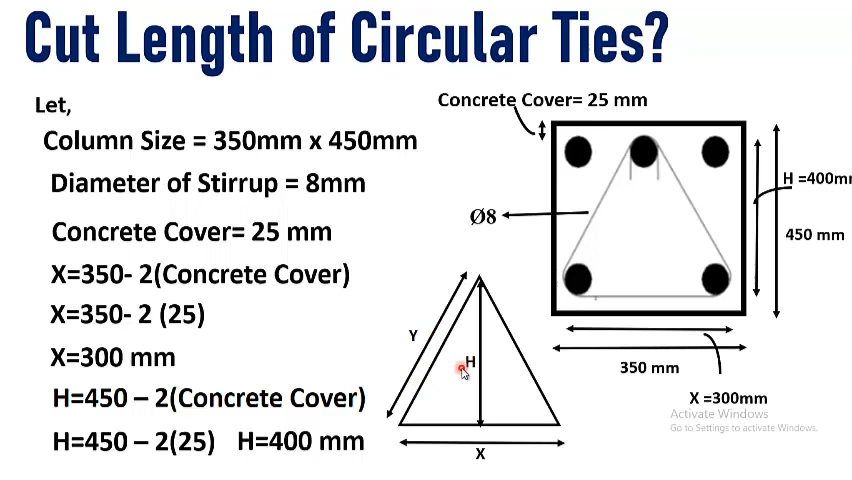 Cut Length of Circular Ties?
Let,
Column Size = 350mm x 450mm
Diameter of Stirrup = 8mm
Concrete Cover= 25 mm
X=350- 2(Concrete Cover)
X=350- 2 (25)
X=300 mm
H=450 – 2(Concrete Cover)
H=450 – 2(25) H=400 mm
Concrete Cover= 25 mm
H =400m
450 mm
Ø8
350 mm
X =300mm
Y
H
X
Activate Windows
Go to Settings to activate Windows.